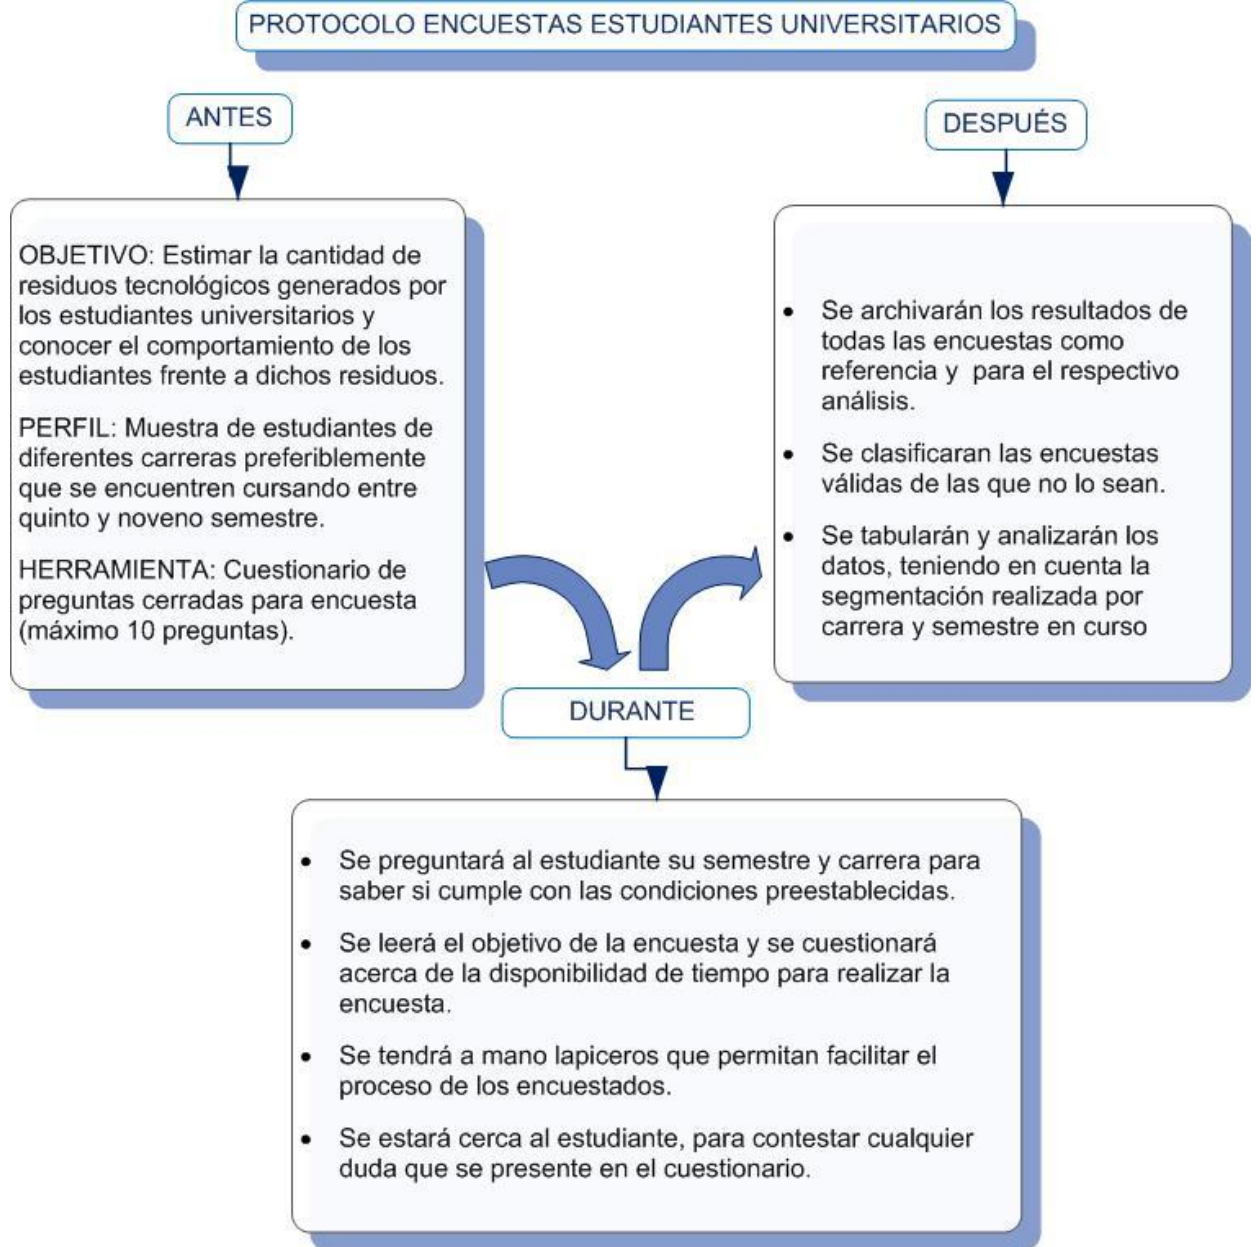 PROTOCOLO ENCUESTAS ESTUDIANTES UNIVERSITARIOS
ANTES
OBJETIVO: Estimar la cantidad de
residuos tecnológicos generados por
los estudiantes universitarios y
conocer el comportamiento de los
estudiantes frente a dichos residuos.
PERFIL: Muestra de estudiantes de
diferentes carreras preferiblemente
que se encuentren cursando entre
quinto y noveno semestre.
HERRAMIENTA: Cuestionario de
preguntas cerradas para encuesta
(máximo 10 preguntas).
DURANTE
• Se preguntará al estudiante su semestre y carrera para
saber si cumple con las condiciones preestablecidas.
• Se leerá el objetivo de la encuesta y se cuestionará
acerca de la disponibilidad de tiempo para realizar la
encuesta.
• Se tendrá a mano lapiceros que permitan facilitar el
proceso de los encuestados.
• Se estará cerca al estudiante, para contestar cualquier
duda que se presente en el cuestionario.
DESPUÉS
• Se archivarán los resultados de
todas las encuestas como
referencia y para el respectivo
análisis.
• Se clasificaran las encuestas
válidas de las que no lo sean.
• Se tabularán y analizarán los
datos, teniendo en cuenta la
segmentación realizada por
carrera y semestre en curso